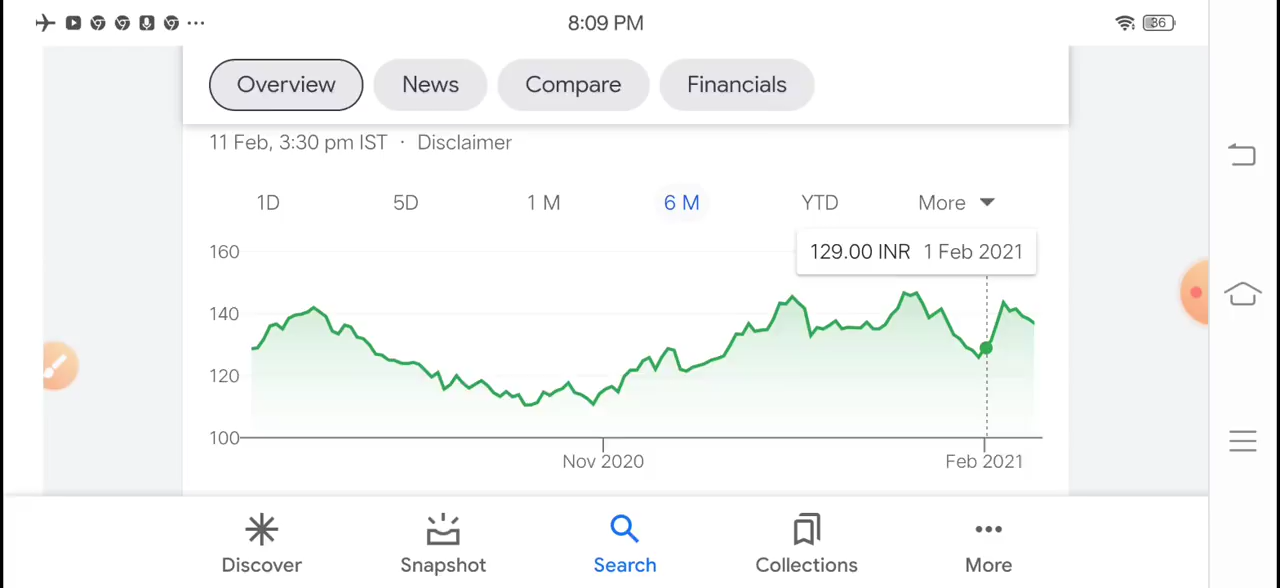 8:09 PM
86
Overview
News
Compare
Financials
11 Feb, 3:30 pm IST · Disclaimer
1D
5D
1 M
6 M
YTD
More
129.00 INR 1 Feb 2021
160
140
120
100
Nov 2020
Feb 2021
Discover
Snapshot
Search
Collections
More